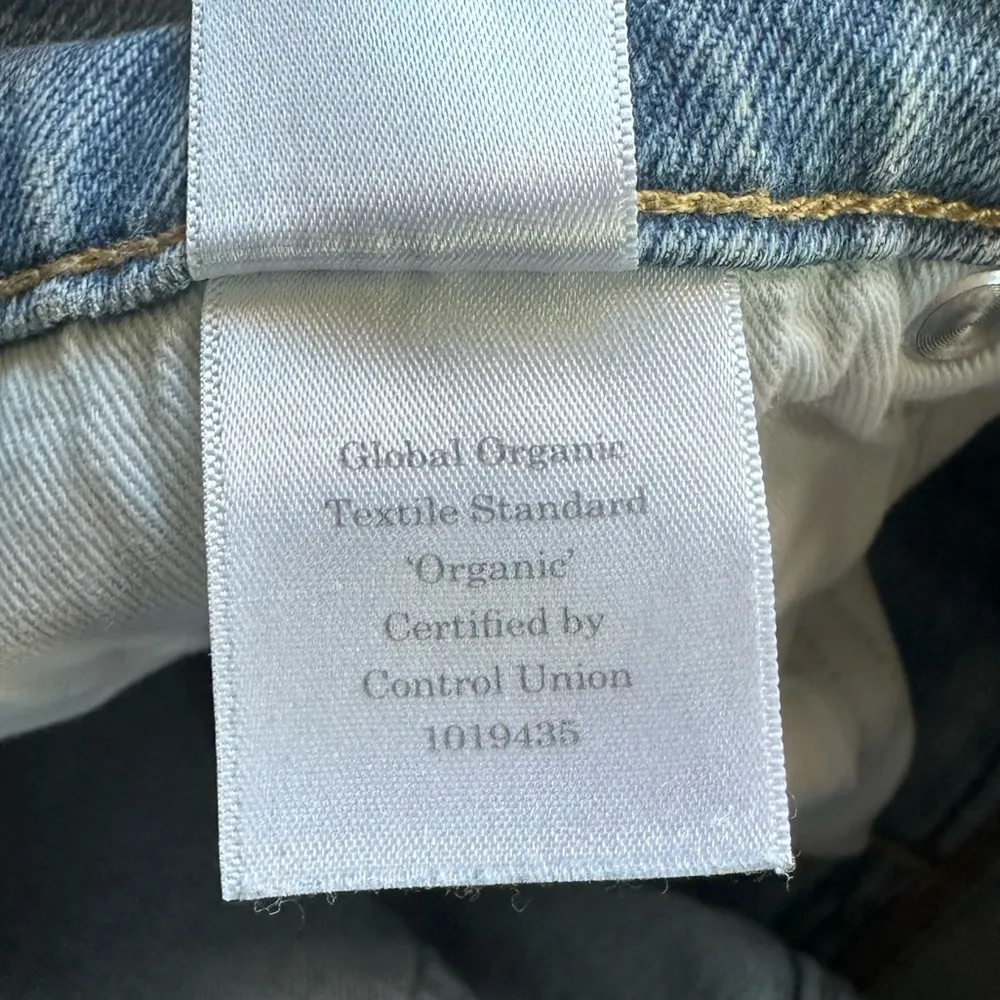 Global Organic
Textile Standard
‘Organic’
Certified by
Control Union
1019435